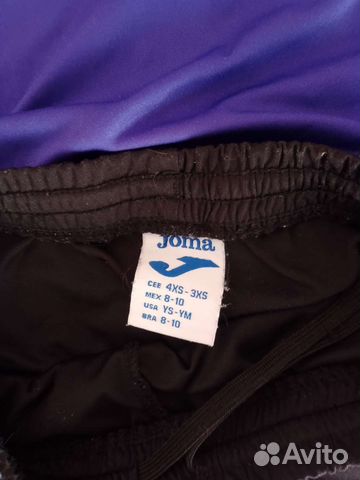 Joma
CEE 4XS-3XS
MEX 8-10
USA YS-YM
BRA 8-10
Avito